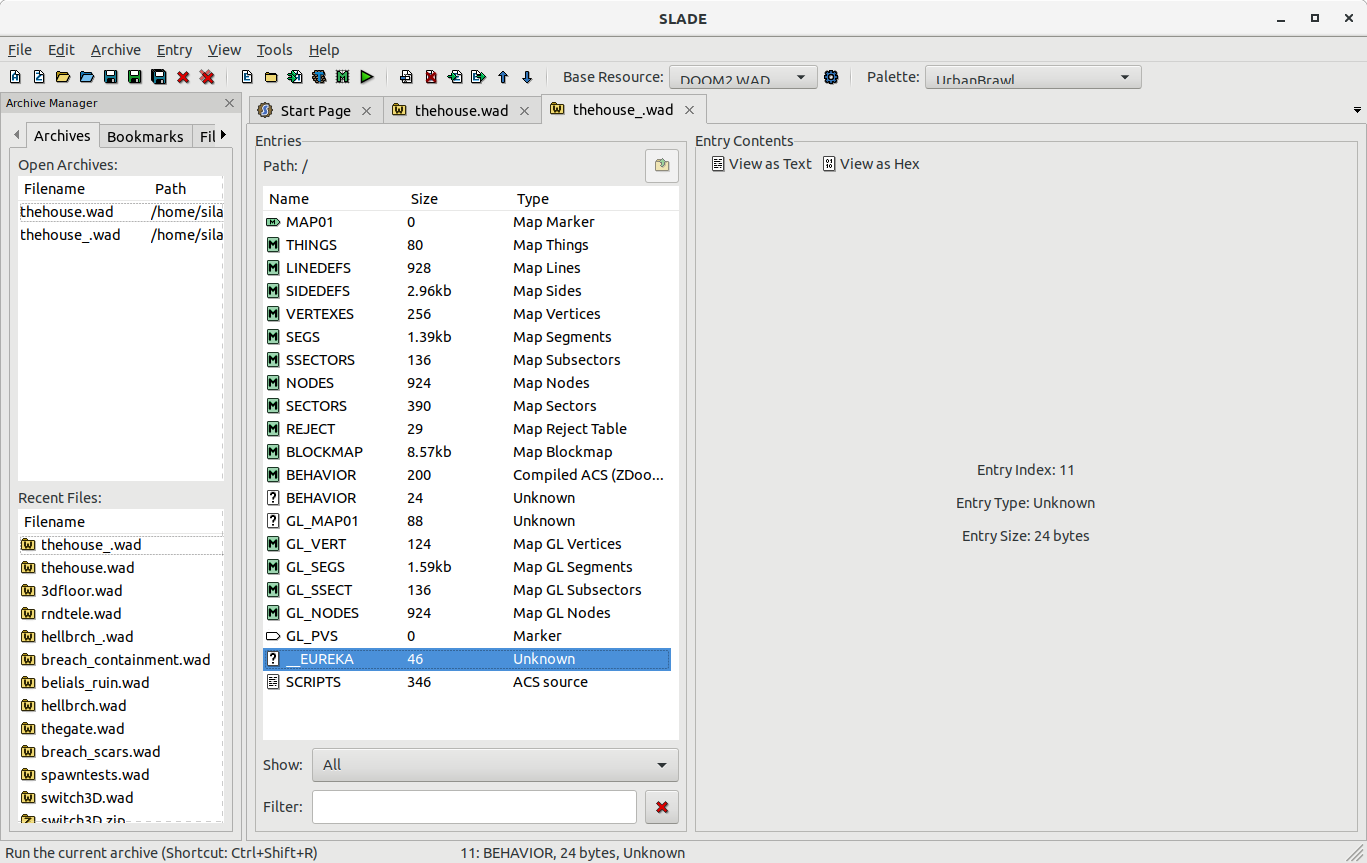 SLADE
File Edit Archive Entry View Tools Help
Base Resource: DOOM2.WAD Palette: UrbanBrawl
Archive Manager
Archives Bookmarks Fil
Open Archives:
Filename Path
thehouse.wad /home/sila
thehouse_.wad /home/sila
Recent Files:
Filename
thehouse_.wad
thehouse.wad
3dfloor.wad
rndtele.wad
hellbrch_.wad
breach_containment.wad
belials_ruin.wad
hellbrch.wad
thegate.wad
breach_scars.wad
spawntests.wad
switch3D.wad
switch3D.zip
Start Page thehouse.wad thehouse_.wad
Entries
Path: /
Name Size Type
MAP01 0 Map Marker
THINGS 80 Map Things
LINEDEFS 928 Map Lines
SIDEDEFS 2.96kb Map Sides
VERTEXES 256 Map Vertices
SEGS 1.39kb Map Segments
SSECTORS 136 Map Subsectors
NODES 924 Map Nodes
SECTORS 390 Map Sectors
REJECT 29 Map Reject Table
BLOCKMAP 8.57kb Map Blockmap
BEHAVIOR 200 Compiled ACS (ZDoo...
BEHAVIOR 24 Unknown
GL_MAP01 88 Unknown
GL_VERT 124 Map GL Vertices
GL_SEGS 1.59kb Map GL Segments
GL_SSECT 136 Map GL Subsectors
GL_NODES 924 Map GL Nodes
GL_PVS 0 Marker
__EUREKA 46 Unknown
SCRIPTS 346 ACS source
Show: All
Filter:
Entry Contents
View as Text View as Hex
Entry Index: 11
Entry Type: Unknown
Entry Size: 24 bytes
Run the current archive (Shortcut: Ctrl+Shift+R) 11: BEHAVIOR, 24 bytes, Unknown